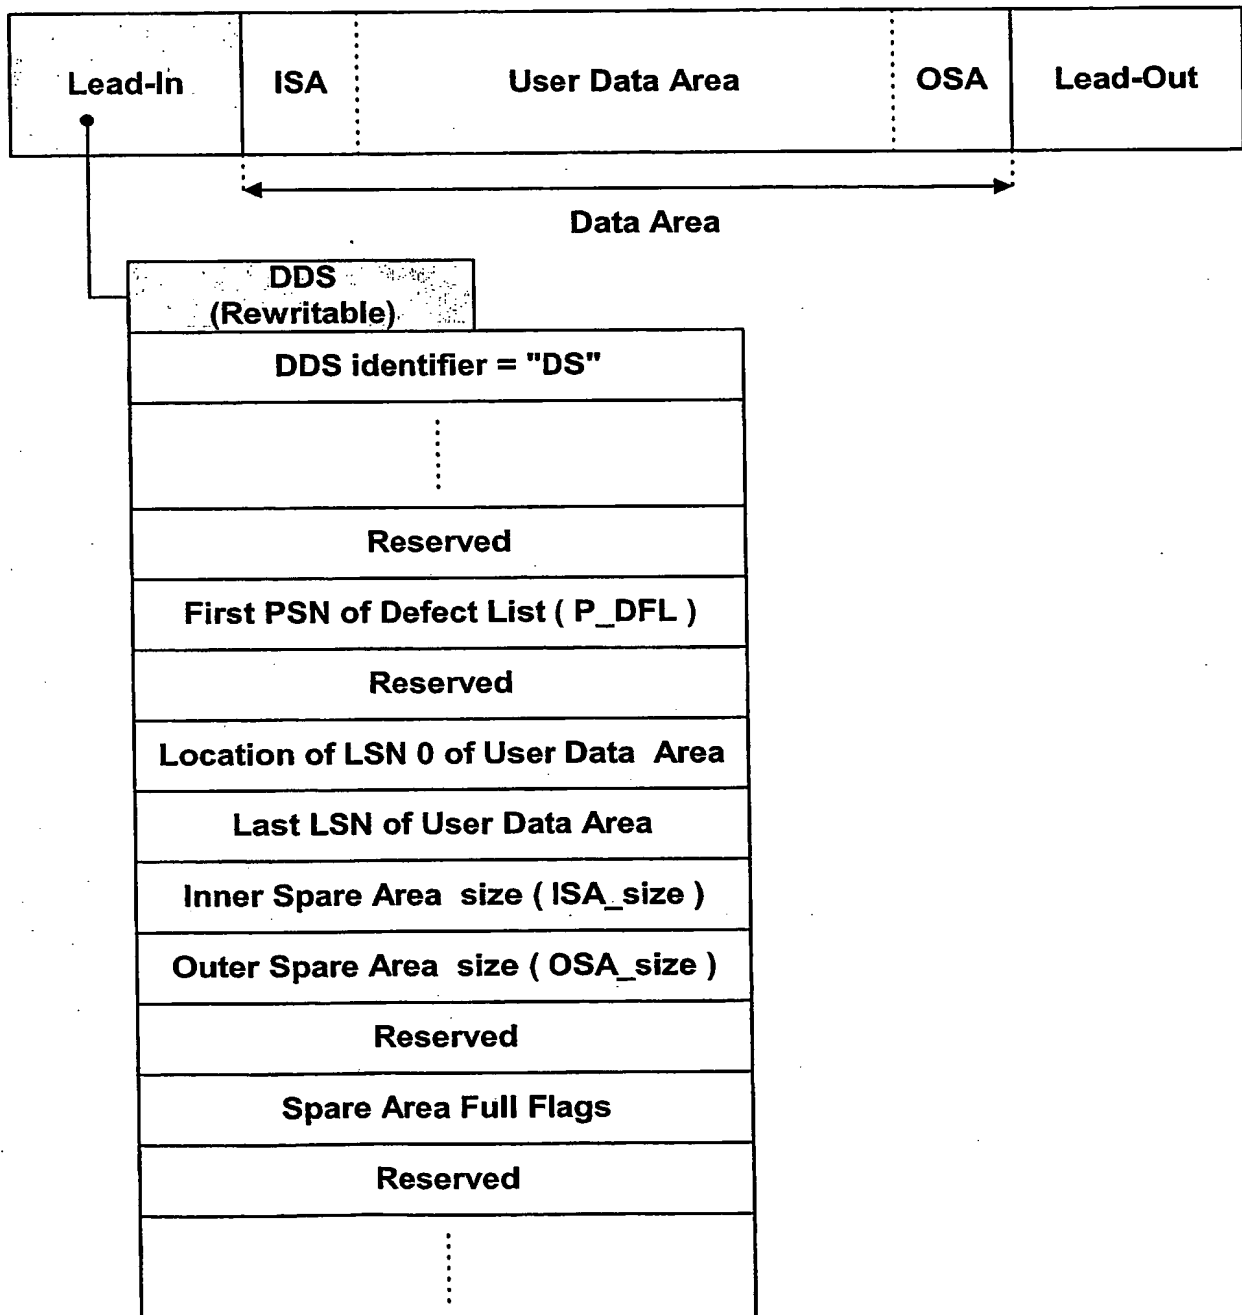 Lead-In ISA User Data Area OSA Lead-Out
Data Area
DDS
(Rewritable)
DDS identifier = "DS"
Reserved
First PSN of Defect List ( P_DFL )
Reserved
Location of LSN 0 of User Data Area
Last LSN of User Data Area
Inner Spare Area size ( ISA_size )
Outer Spare Area size ( OSA_size )
Reserved
Spare Area Full Flags
Reserved